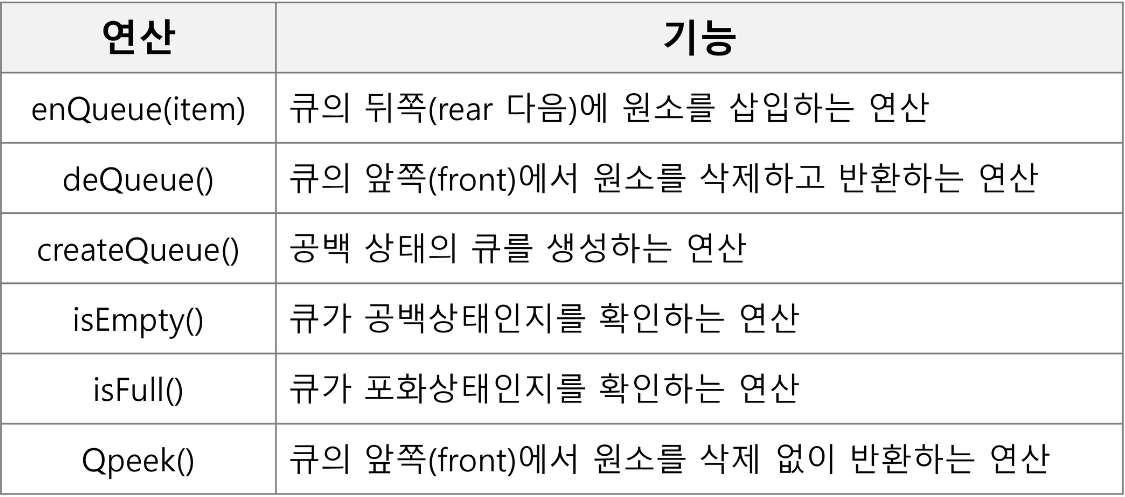 연산 기능
enQueue(item) 큐의 뒤쪽(rear 다음)에 원소를 삽입하는 연산
deQueue() 큐의 앞쪽(front)에서 원소를 삭제하고 반환하는 연산
createQueue() 공백 상태의 큐를 생성하는 연산
isEmpty() 큐가 공백상태인지를 확인하는 연산
isFull() 큐가 포화상태인지를 확인하는 연산
Qpeek() 큐의 앞쪽(front)에서 원소를 삭제 없이 반환하는 연산